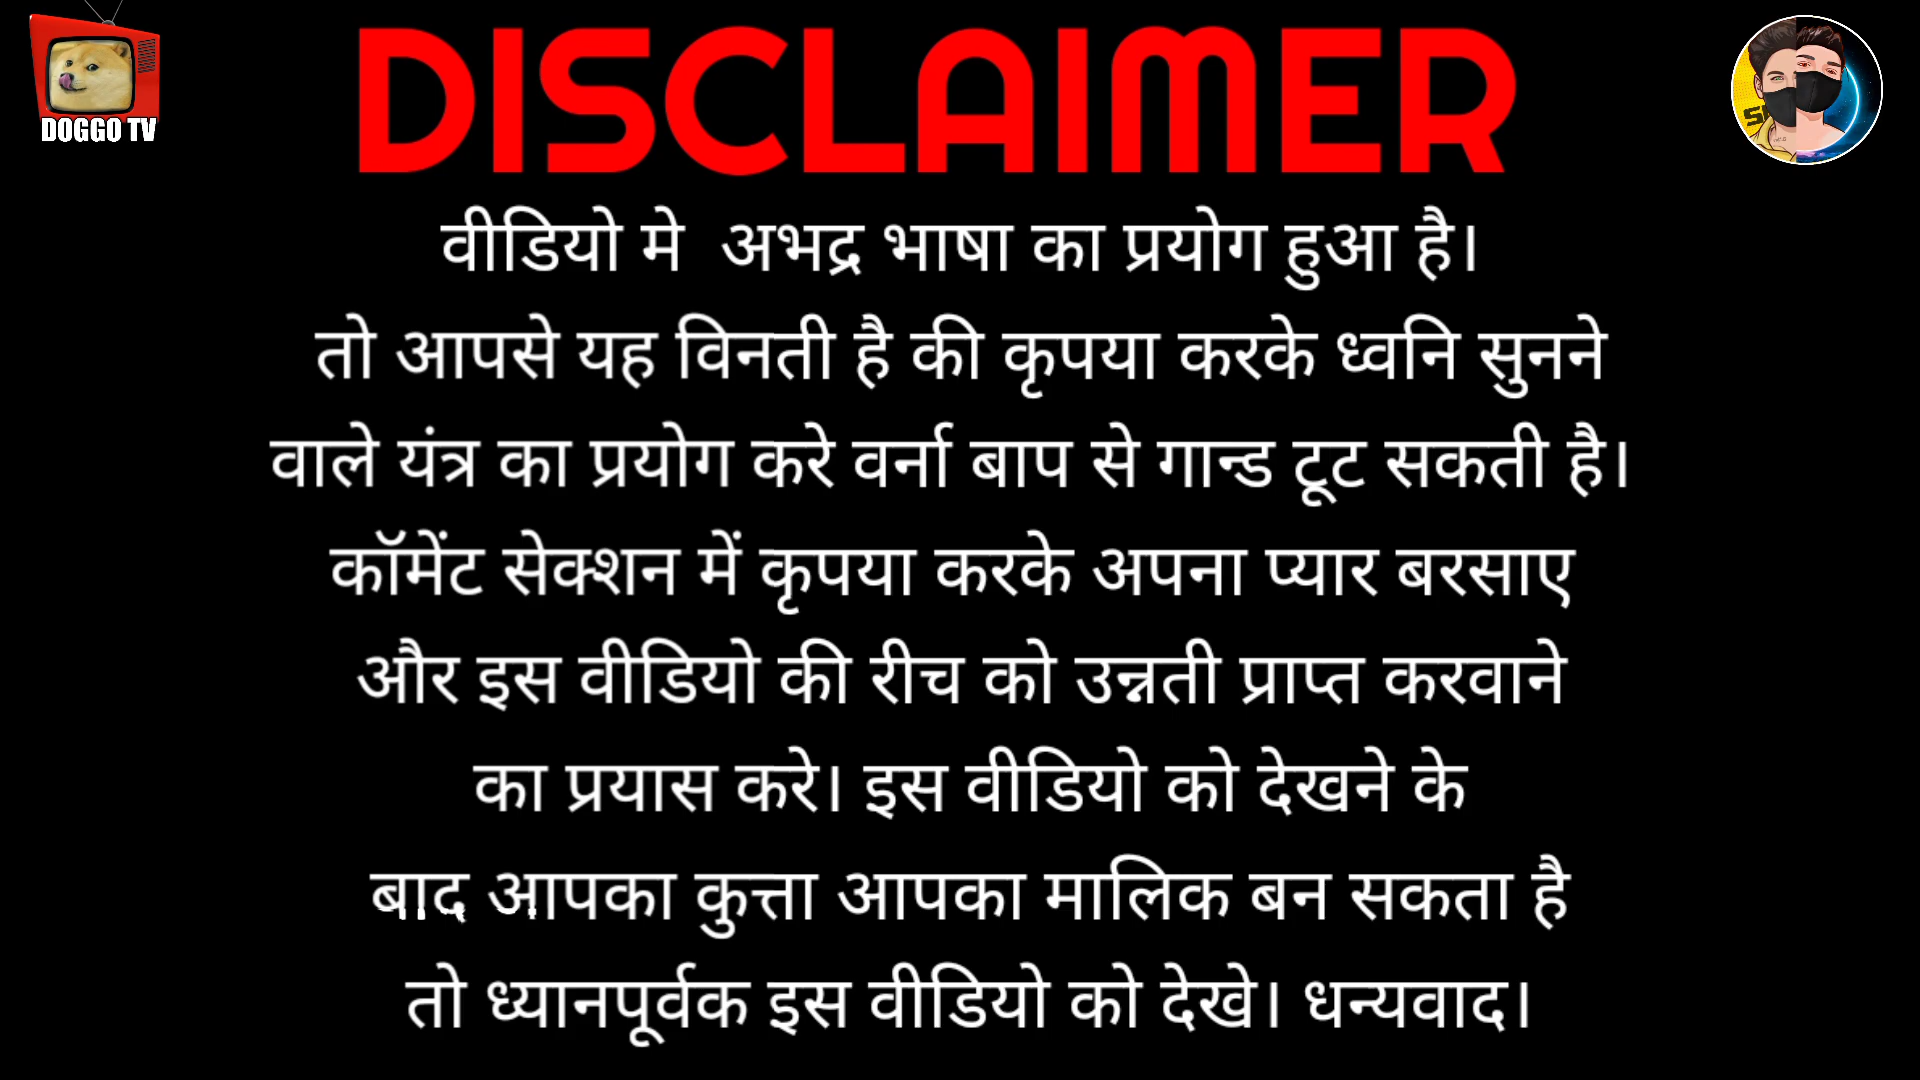 DOGGO TV
DISCLAIMER
वीडियो मे अभद्र भाषा का प्रयोग हुआ है।
तो आपसे यह विनती है की कृपया करके ध्वनि सुनने
वाले यंत्र का प्रयोग करे वर्ना बाप से गान्ड टूट सकती है।
कॉमेंट सेक्शन में कृपया करके अपना प्यार बरसाए
और इस वीडियो की रीच को उन्नती प्राप्त करवाने
का प्रयास करे। इस वीडियो को देखने के
बाद आपका कुत्ता आपका मालिक बन सकता है
तो ध्यानपूर्वक इस वीडियो को देखे। धन्यवाद।